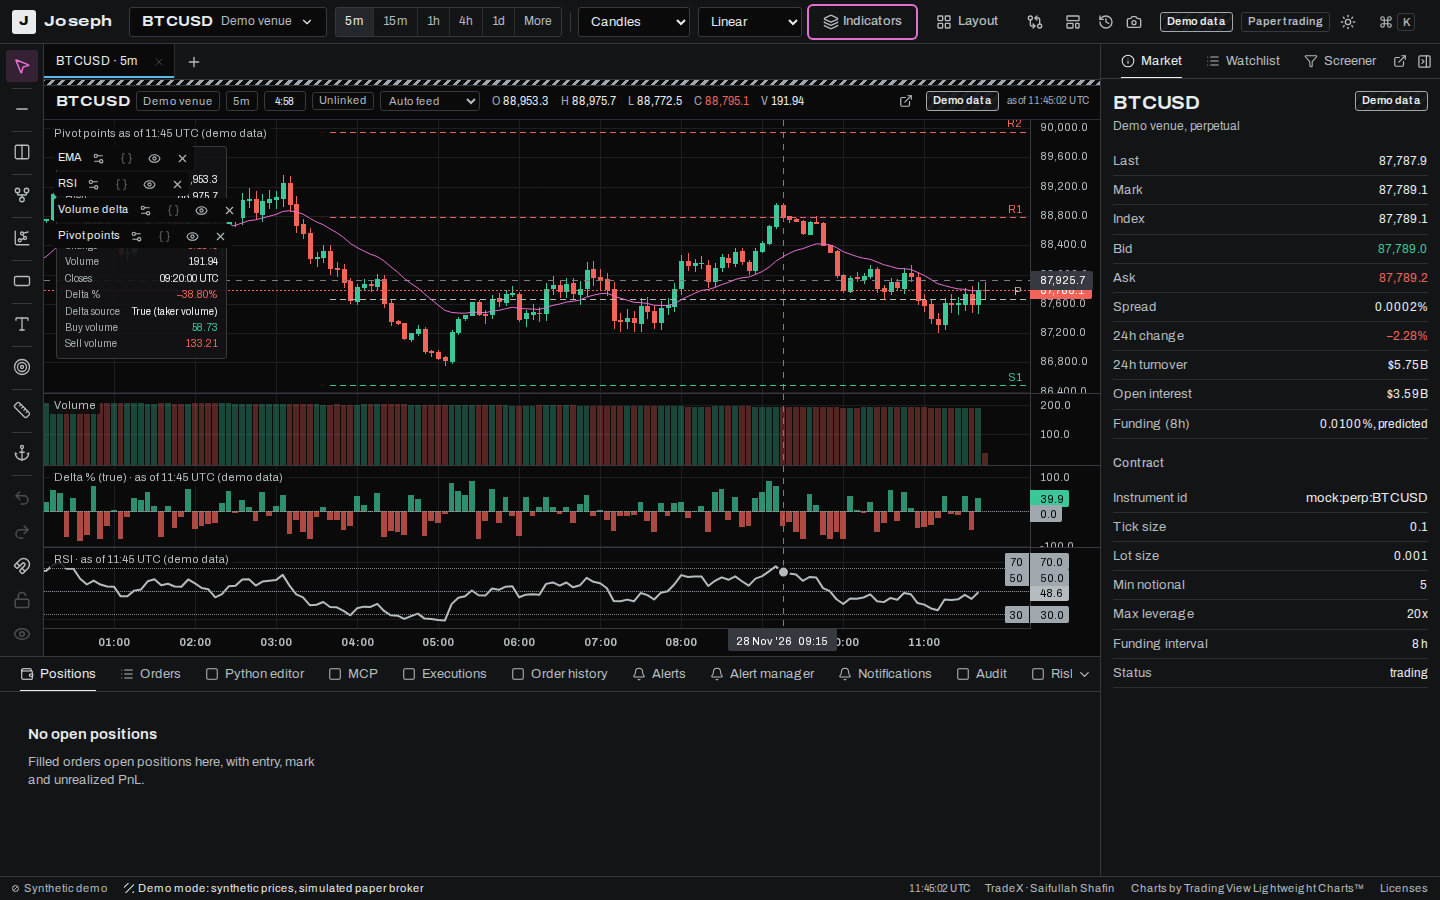 J Joseph BTCUSD Demo venue 5m 15m 1h 4h 1d More Candles Linear Indicators Layout Demo data Paper trading ⌘ K
BTCUSD · 5m
Market Watchlist Screener
BTCUSD Demo venue 5m 4:58 Unlinked Auto feed O 88,953.3 H 88,975.7 L 88,772.5 C 88,795.1 V 191.94 Demo data as of 11:45:02 UTC
BTCUSD Demo data
Demo venue, perpetual
Pivot points as of 11:45 UTC (demo data)
R2
90,000.0
EMA
RSI
Volume delta
Pivot points
Volume 191.94
Closes 09:20:00 UTC
Delta % −38.80%
Delta source True (taker volume)
Buy volume 58.73
Sell volume 133.21
R1
P
S1
89,600.0
89,200.0
88,800.0
88,400.0
87,925.7
87,600.0
87,200.0
86,800.0
86,400.0
Volume
200.0
100.0
Delta % (true) · as of 11:45 UTC (demo data)
100.0
39.9
0.0
-100.0
RSI · as of 11:45 UTC (demo data)
70 70.0
50 50.0
48.6
30 30.0
01:00 02:00 03:00 04:00 05:00 06:00 07:00 08:00 28 Nov '26 09:15 11:00
Last 87,787.9
Mark 87,789.1
Index 87,789.1
Bid 87,789.0
Ask 87,789.2
Spread 0.0002%
24h change −2.28%
24h turnover $5.75B
Open interest $3.59B
Funding (8h) 0.0100%, predicted
Contract
Instrument id mock:perp:BTCUSD
Tick size 0.1
Lot size 0.001
Min notional 5
Max leverage 20x
Funding interval 8 h
Status trading
Positions Orders Python editor MCP Executions Order history Alerts Alert manager Notifications Audit
No open positions
Filled orders open positions here, with entry, mark
and unrealized PnL.
Synthetic demo Demo mode: synthetic prices, simulated paper broker 11:45:02 UTC TradeX · Saifullah Shafin Charts by TradingView Lightweight Charts™ Licenses